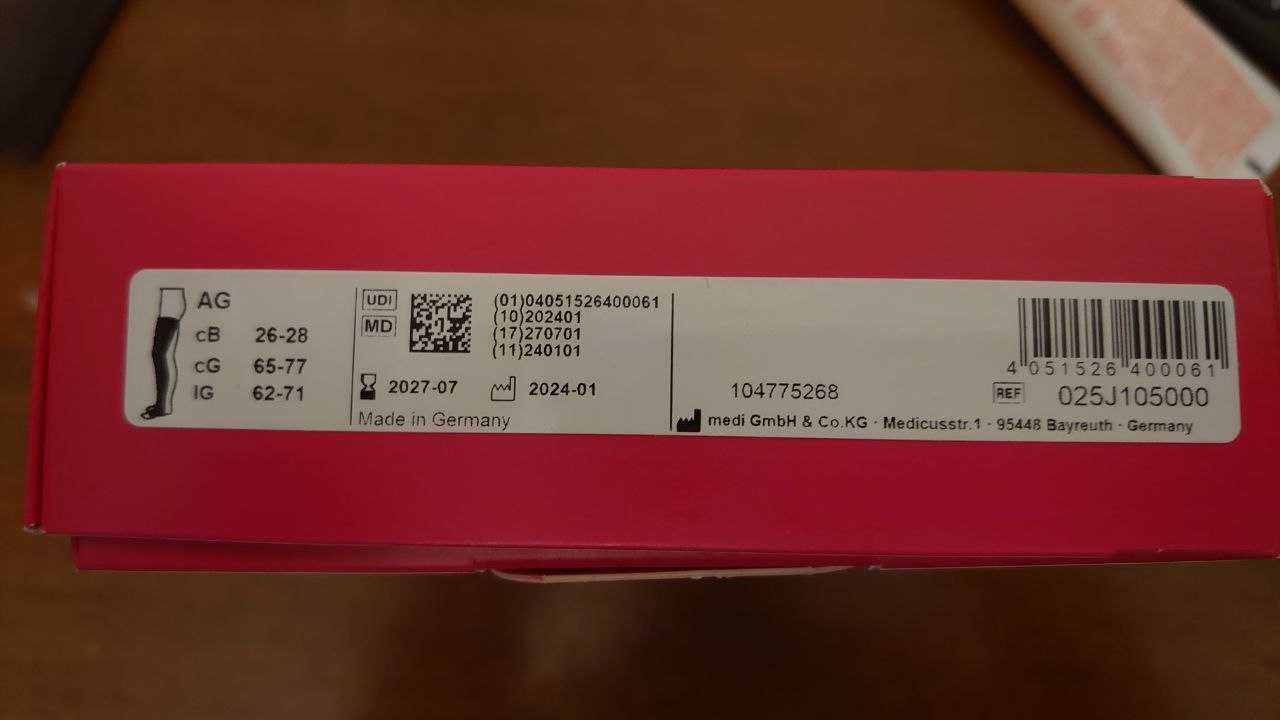 AG
cB 26-28
cG 65-77
lG 62-71
UDI
MD
(01)04051526400061
(10)202401
(17)270701
(11)240101
2027-07 2024-01
Made in Germany
104775268
medi GmbH & Co.KG · Medicusstr.1 · 95448 Bayreuth · Germany
4 051526 400061
REF 025J105000